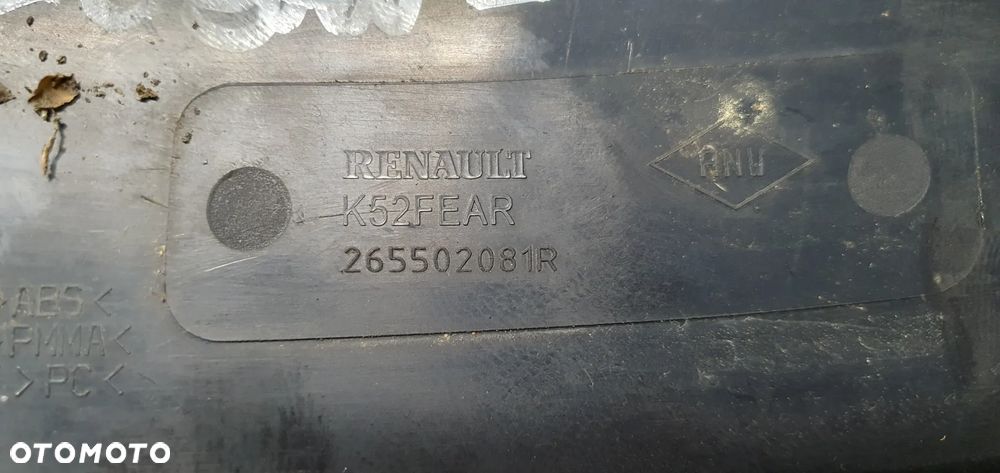 RENAULT
K52FEAR
265502081R
RNU
>ABS<
>PMMA<
>PC<
OTOMOTO